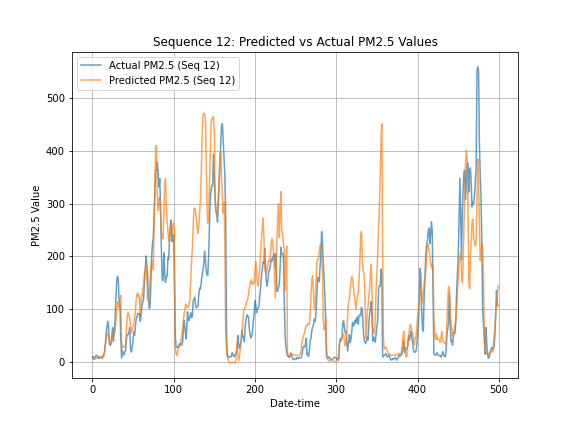 Sequence 12: Predicted vs Actual PM2.5 Values
Actual PM2.5 (Seq 12)
Predicted PM2.5 (Seq 12)
PM2.5 Value
500
400
300
200
100
0
0 100 200 300 400 500
Date-time